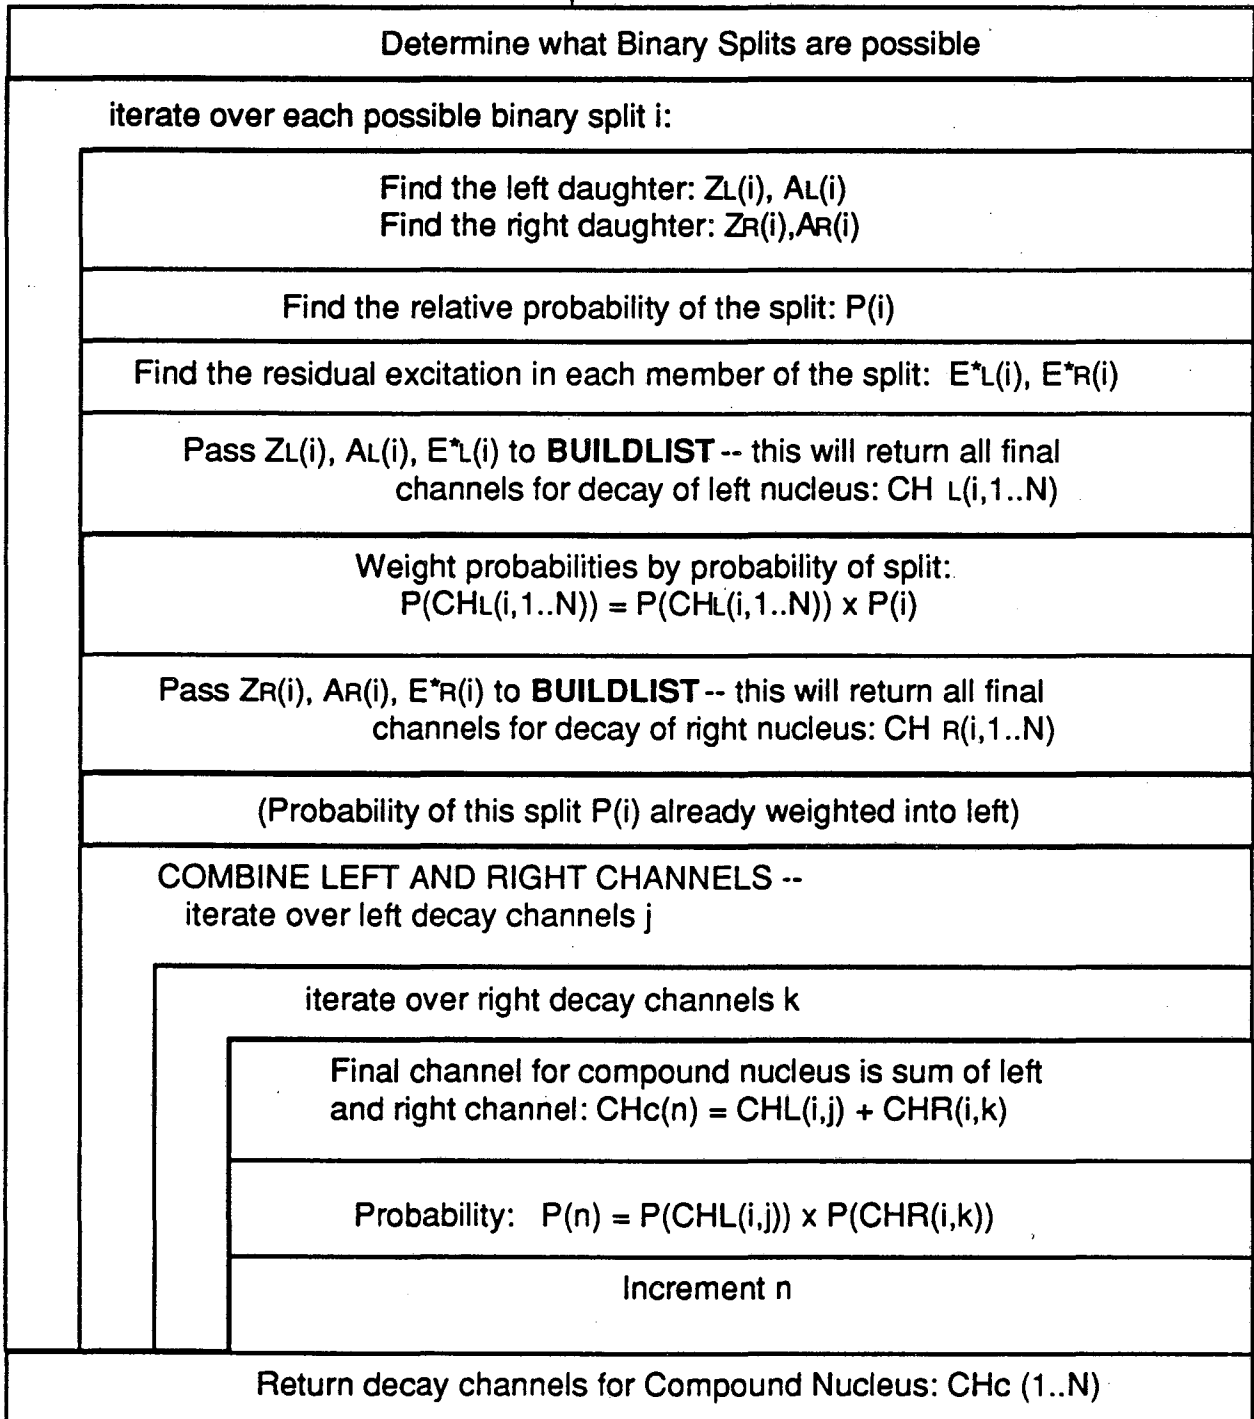 Determine what Binary Splits are possible
iterate over each possible binary split i:
Find the left daughter: ZL(i), AL(i)
Find the right daughter: ZR(i),AR(i)
Find the relative probability of the split: P(i)
Find the residual excitation in each member of the split: E*L(i), E*R(i)
Pass ZL(i), AL(i), E*L(i) to BUILDLIST -- this will return all final
channels for decay of left nucleus: CH L(i,1..N)
Weight probabilities by probability of split:
P(CHL(i,1..N)) = P(CHL(i,1..N)) x P(i)
Pass ZR(i), AR(i), E*R(i) to BUILDLIST -- this will return all final
channels for decay of right nucleus: CH R(i,1..N)
(Probability of this split P(i) already weighted into left)
COMBINE LEFT AND RIGHT CHANNELS --
iterate over left decay channels j
iterate over right decay channels k
Final channel for compound nucleus is sum of left
and right channel: CHc(n) = CHL(i,j) + CHR(i,k)
Probability: P(n) = P(CHL(i,j)) x P(CHR(i,k))
Increment n
Return decay channels for Compound Nucleus: CHc (1..N)